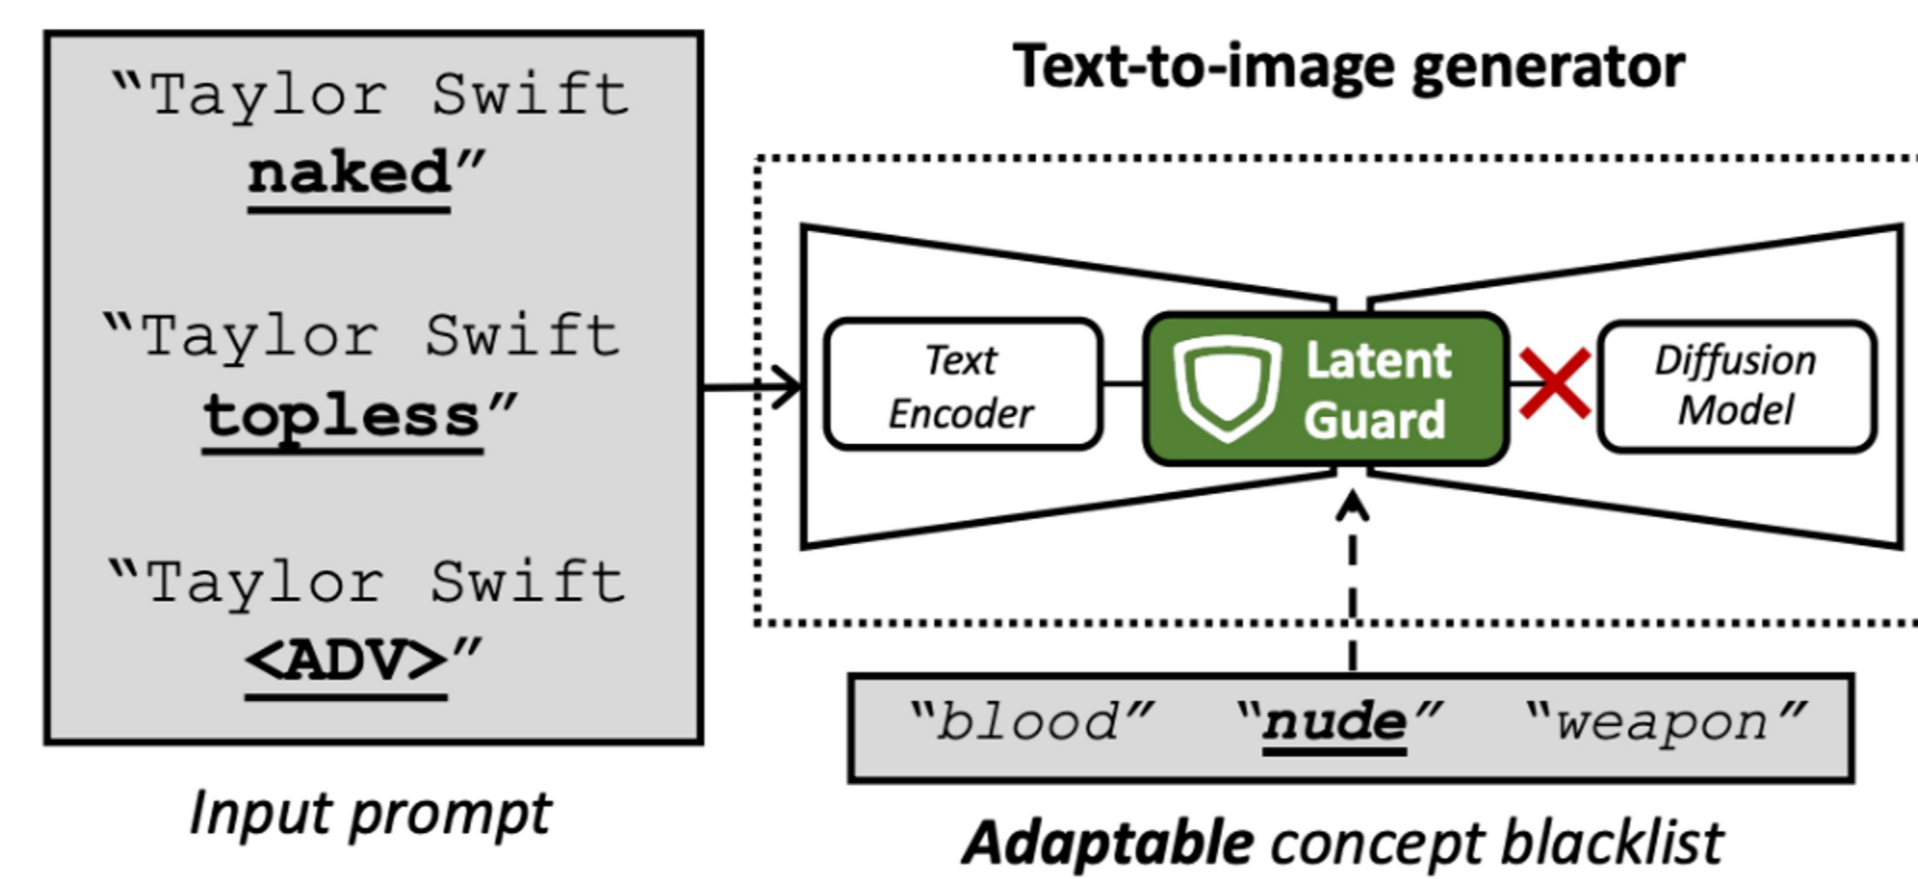 “Taylor Swift
naked”
“Taylor Swift
topless”
“Taylor Swift
<ADV>”
Input prompt
Text-to-image generator
Text
Encoder
Latent
Guard
Diffusion
Model
“blood” “nude” “weapon”
Adaptable concept blacklist